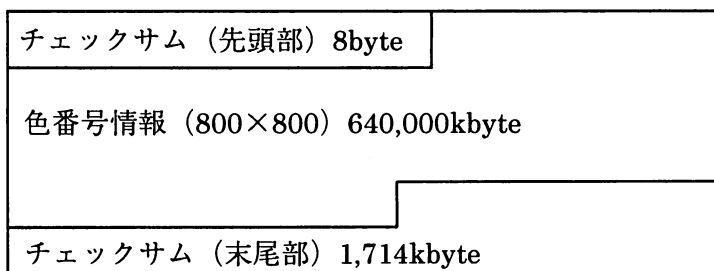 チェックサム（先頭部）8byte
色番号情報（800×800）640,000kbyte
チェックサム（末尾部）1,714kbyte